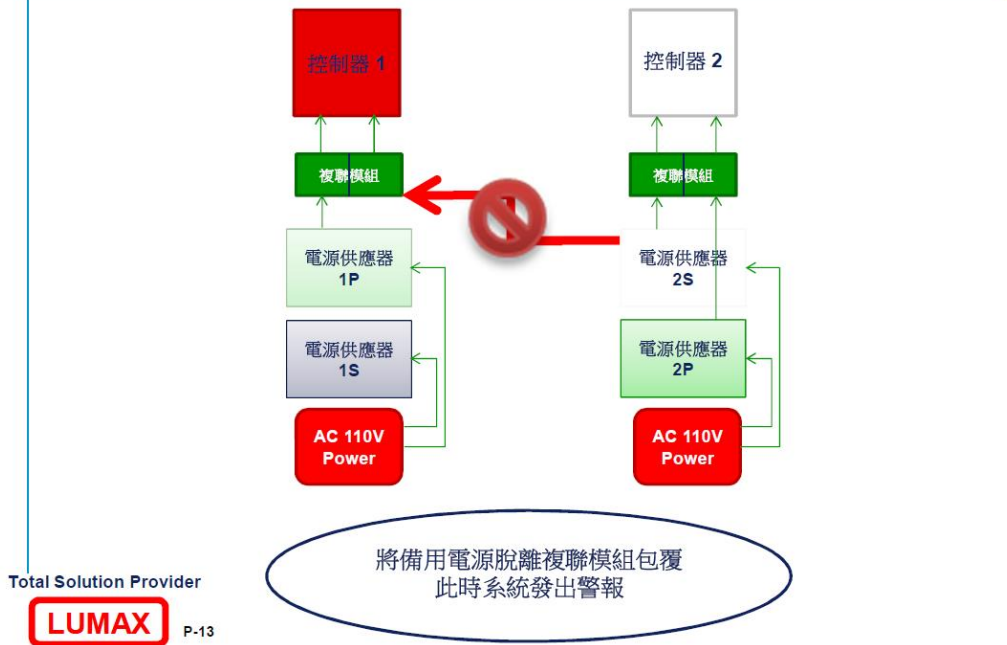 控制器 1
控制器 2
複聯模組
複聯模組
電源供應器
1P
電源供應器
2S
電源供應器
1S
電源供應器
2P
AC 110V
Power
AC 110V
Power
將備用電源脫離複聯模組包覆
此時系統發出警報
Total Solution Provider
LUMAX
P-13